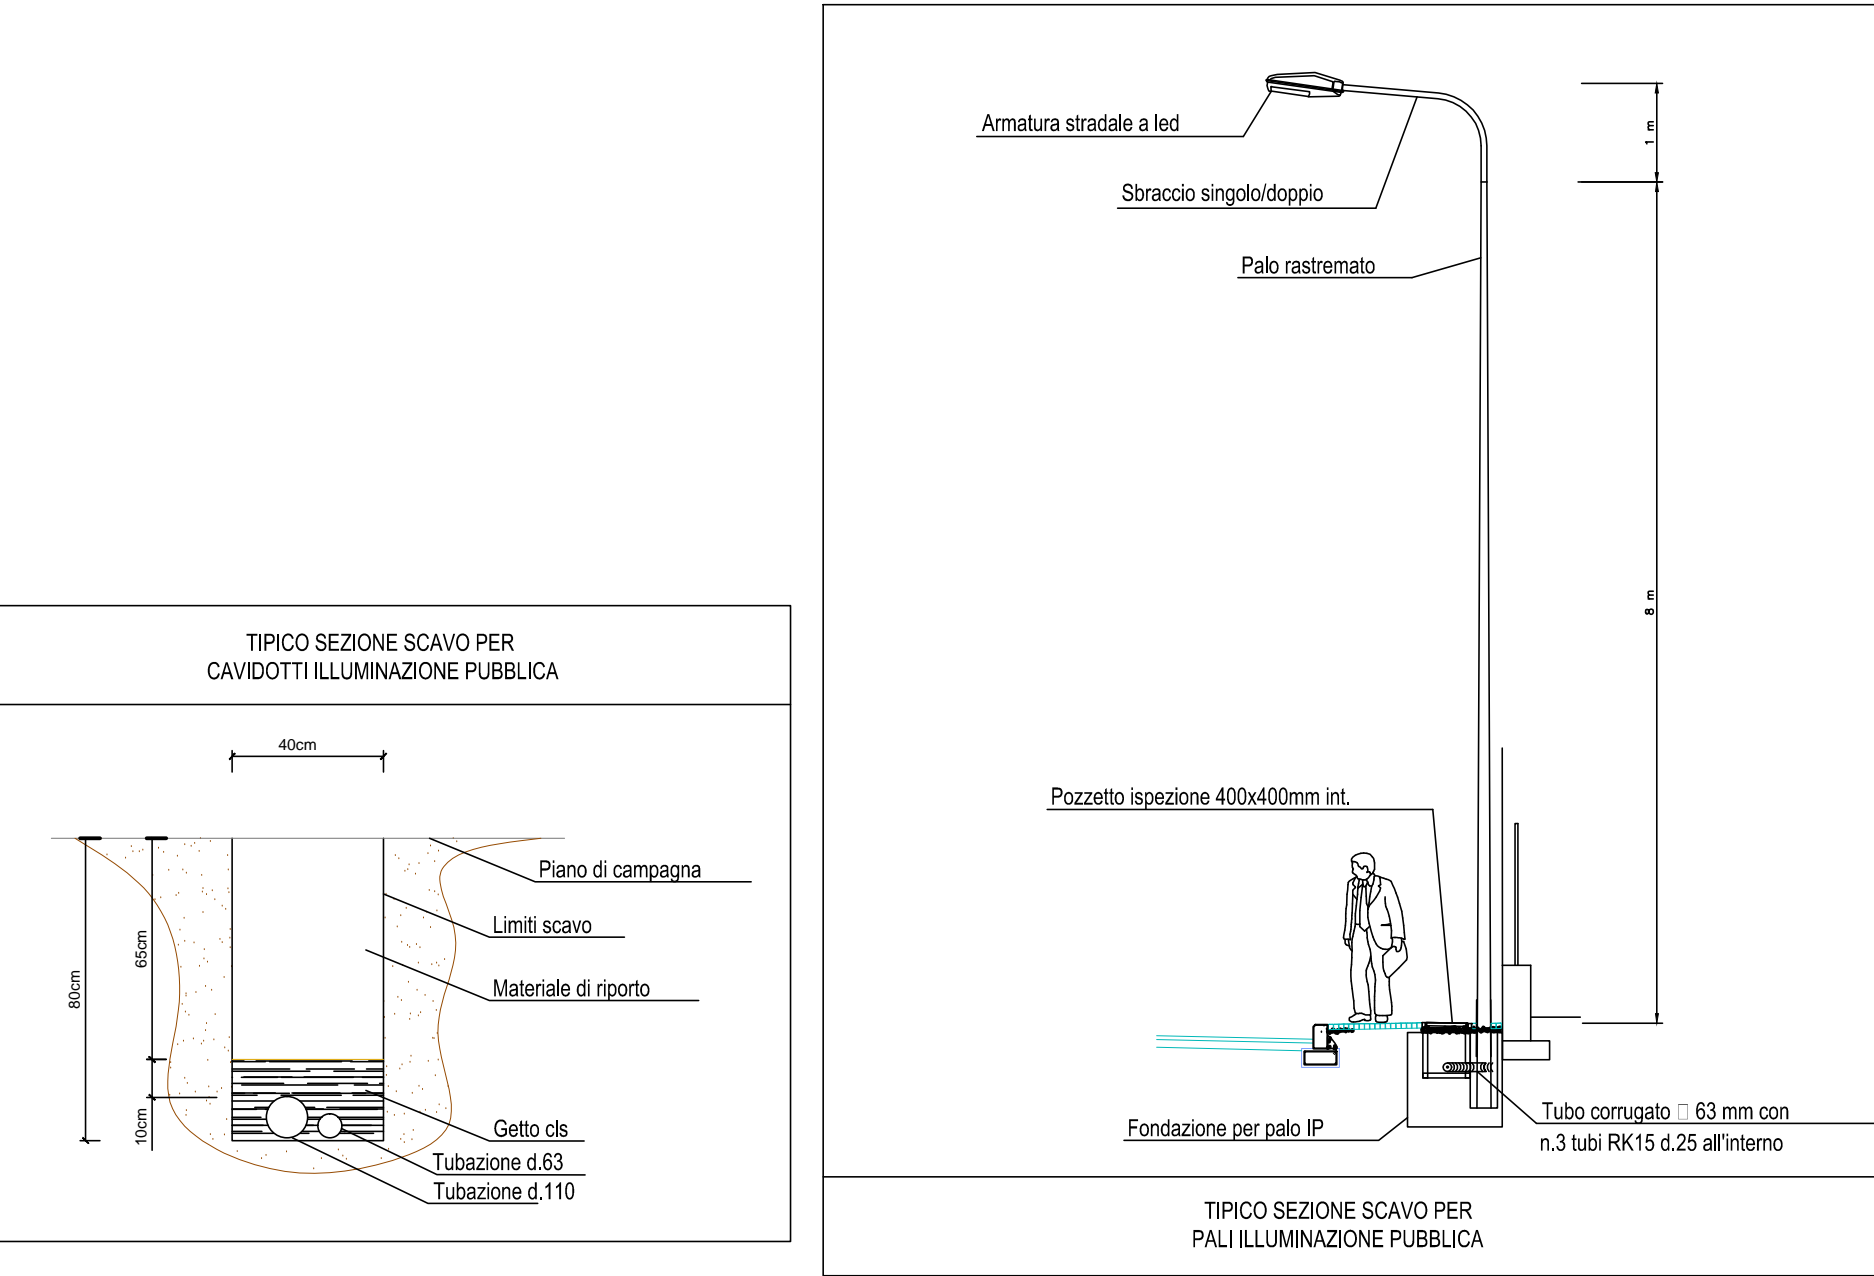 TIPICO SEZIONE SCAVO PER
CAVIDOTTI ILLUMINAZIONE PUBBLICA
40cm
Piano di campagna
Limiti scavo
65cm
80cm
Materiale di riporto
10cm
Getto cls
Tubazione d.63
Tubazione d.110
Armatura stradale a led
1 m
Sbraccio singolo/doppio
Palo rastremato
8 m
Pozzetto ispezione 400x400mm int.
Fondazione per palo IP
Tubo corrugato □ 63 mm con
n.3 tubi RK15 d.25 all'interno
TIPICO SEZIONE SCAVO PER
PALI ILLUMINAZIONE PUBBLICA